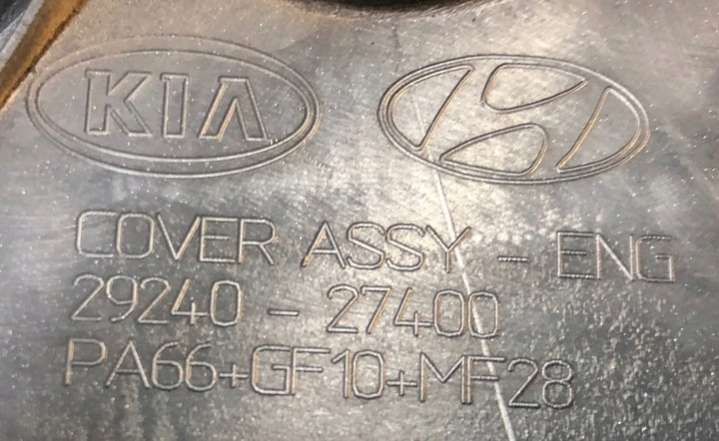 KIA
COVER ASSY - ENG
29240 - 27400
PA66+GF10+MF28